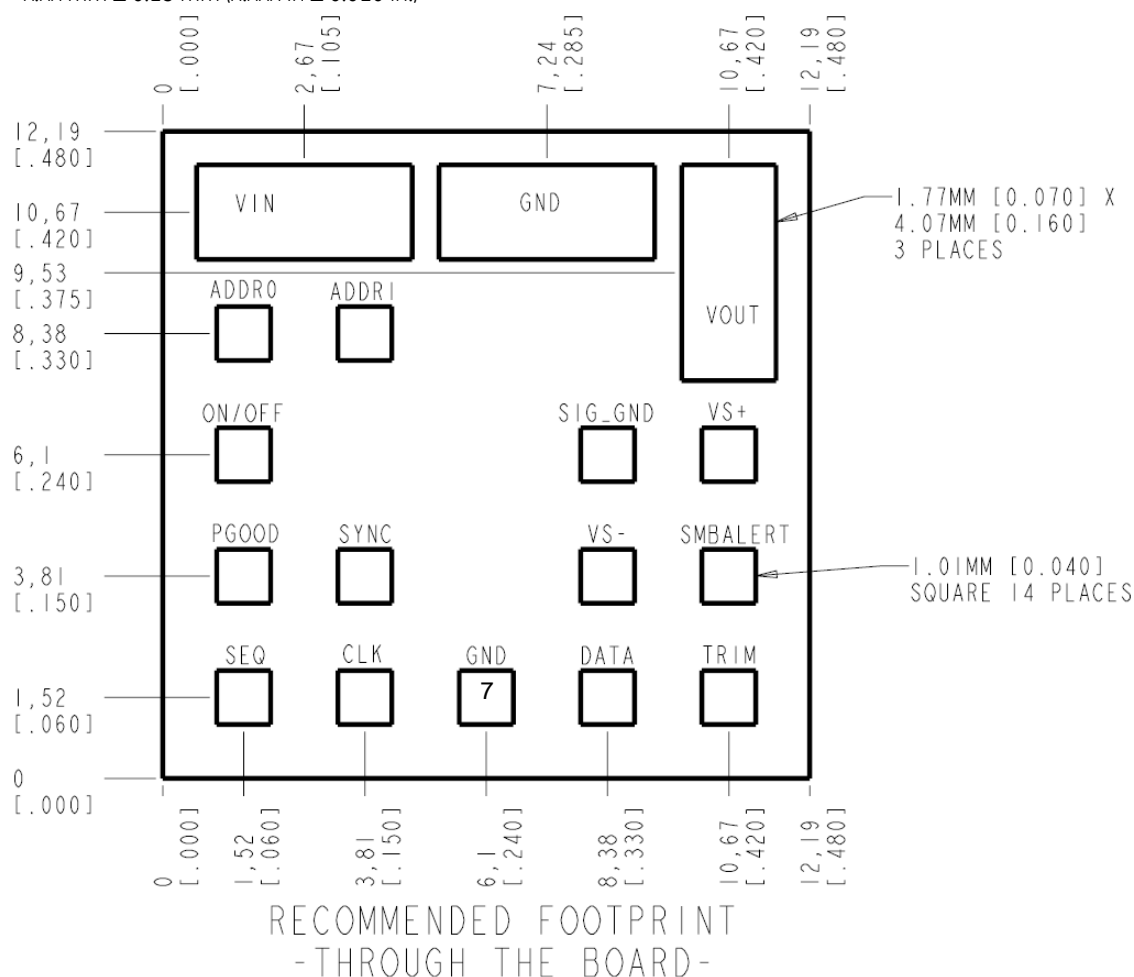 0
[.000]
2,67
[.105]
7,24
[.285]
10,67
[.420]
12,19
[.480]
12,19
[.480]
VIN
GND
10,67
[.420]
1.77MM [0.070] X
4.07MM [0.160]
3 PLACES
9,53
[.375]
ADDR0 ADDR1
VOUT
8,38
[.330]
ON/OFF SIG_GND VS+
6,1
[.240]
PGOOD SYNC VS- SMBALERT
3,81
[.150]
1.01MM [0.040]
SQUARE 14 PLACES
SEQ CLK GND DATA TRIM
7
1,52
[.060]
0
[.000]
0
[.000]
1,52
[.060]
3,81
[.150]
6,1
[.240]
8,38
[.330]
10,67
[.420]
12,19
[.480]
RECOMMENDED FOOTPRINT
-THROUGH THE BOARD-